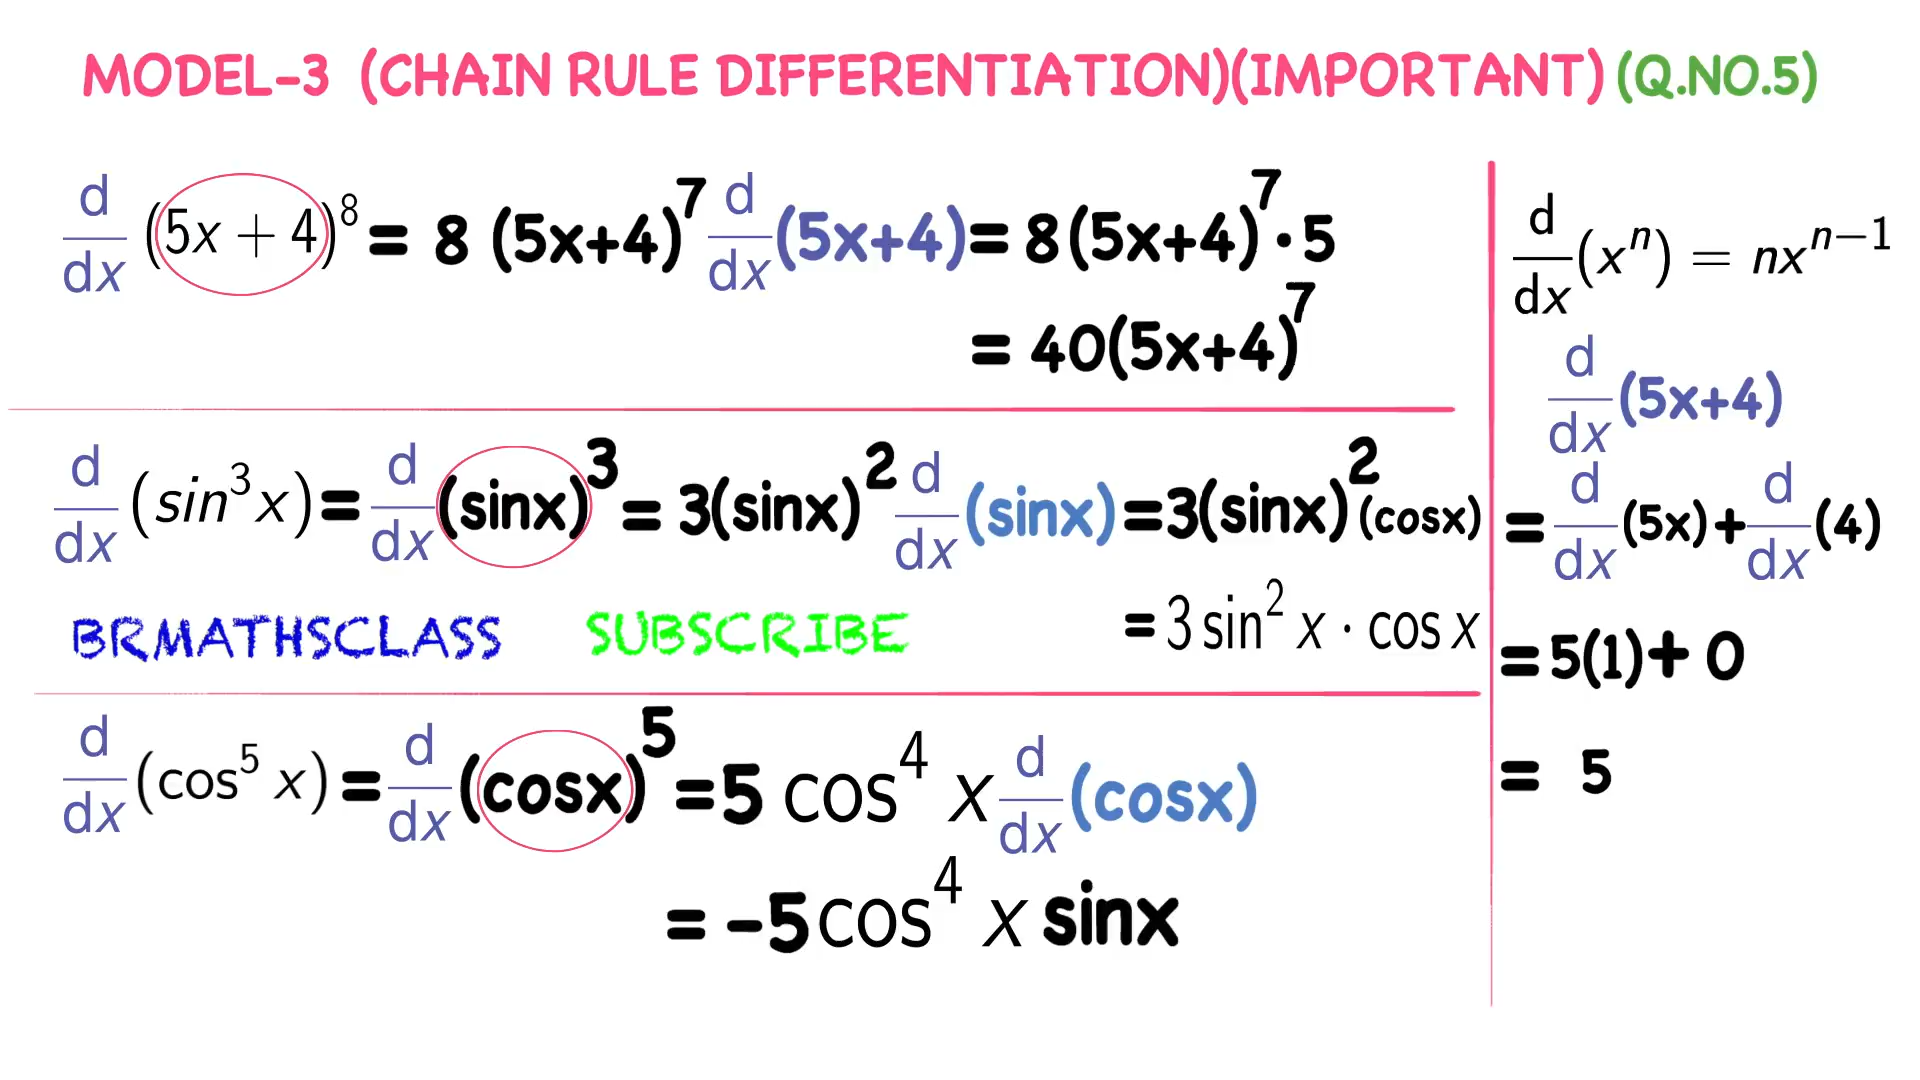 MODEL-3 (CHAIN RULE DIFFERENTIATION)(IMPORTANT) (Q.NO.5)
d/dx (5x + 4)^8 = 8 (5x+4)^7 d/dx (5x+4) = 8(5x+4)^7 · 5
= 40(5x+4)^7
d/dx (sin^3 x) = d/dx (sinx)^3 = 3(sinx)^2 d/dx (sinx) = 3(sinx)^2 (cosx)
= 3 sin^2 x · cos x
BRMATHSCLASS SUBSCRIBE
d/dx (cos^5 x) = d/dx (cosx)^5 = 5 cos^4 x d/dx (cosx)
= -5 cos^4 x sinx
d/dx (x^n) = nx^(n-1)
d/dx (5x+4)
= d/dx (5x) + d/dx (4)
= 5(1) + 0
= 5